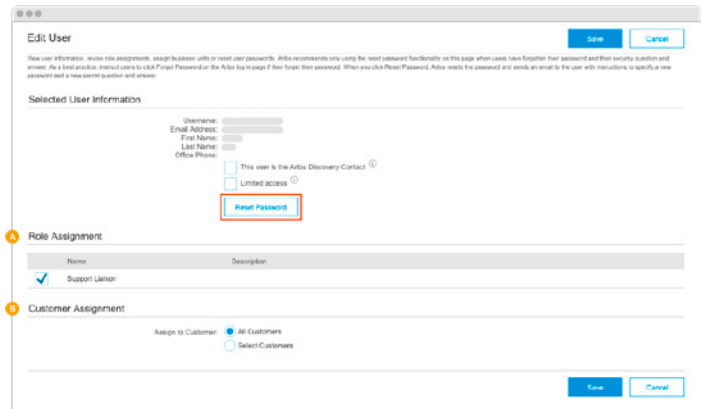 Edit User
Save
Cancel
View user information, revise role assignments, assign business units or reset user passwords. Ariba recommends only using the reset password functionality on this page when users have forgotten their password and their security question and
answer. As a best practice, instruct users to click Forgot Password on the Ariba log in page if their forget their password. When you click Reset Password, Ariba resets the password and sends an email to the user with instructions to specify a new
password and a new secret question and answer.
Selected User Information
Username:
Email Address:
First Name:
Last Name:
Office Phone:
This user is the Ariba Discovery Contact
Limited access
Reset Password
A Role Assignment
Name Description
Support Liaison
B Customer Assignment
Assign to Customer: All Customers
Select Customers
Save
Cancel